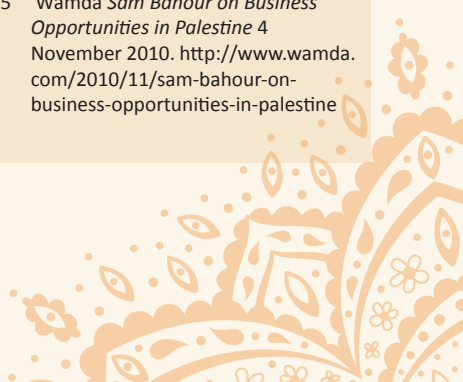 5 Wamda Sam Bahour on Business
Opportunities in Palestine 4
November 2010. http://www.wamda.
com/2010/11/sam-bahour-on-
business-opportunities-in-palestine